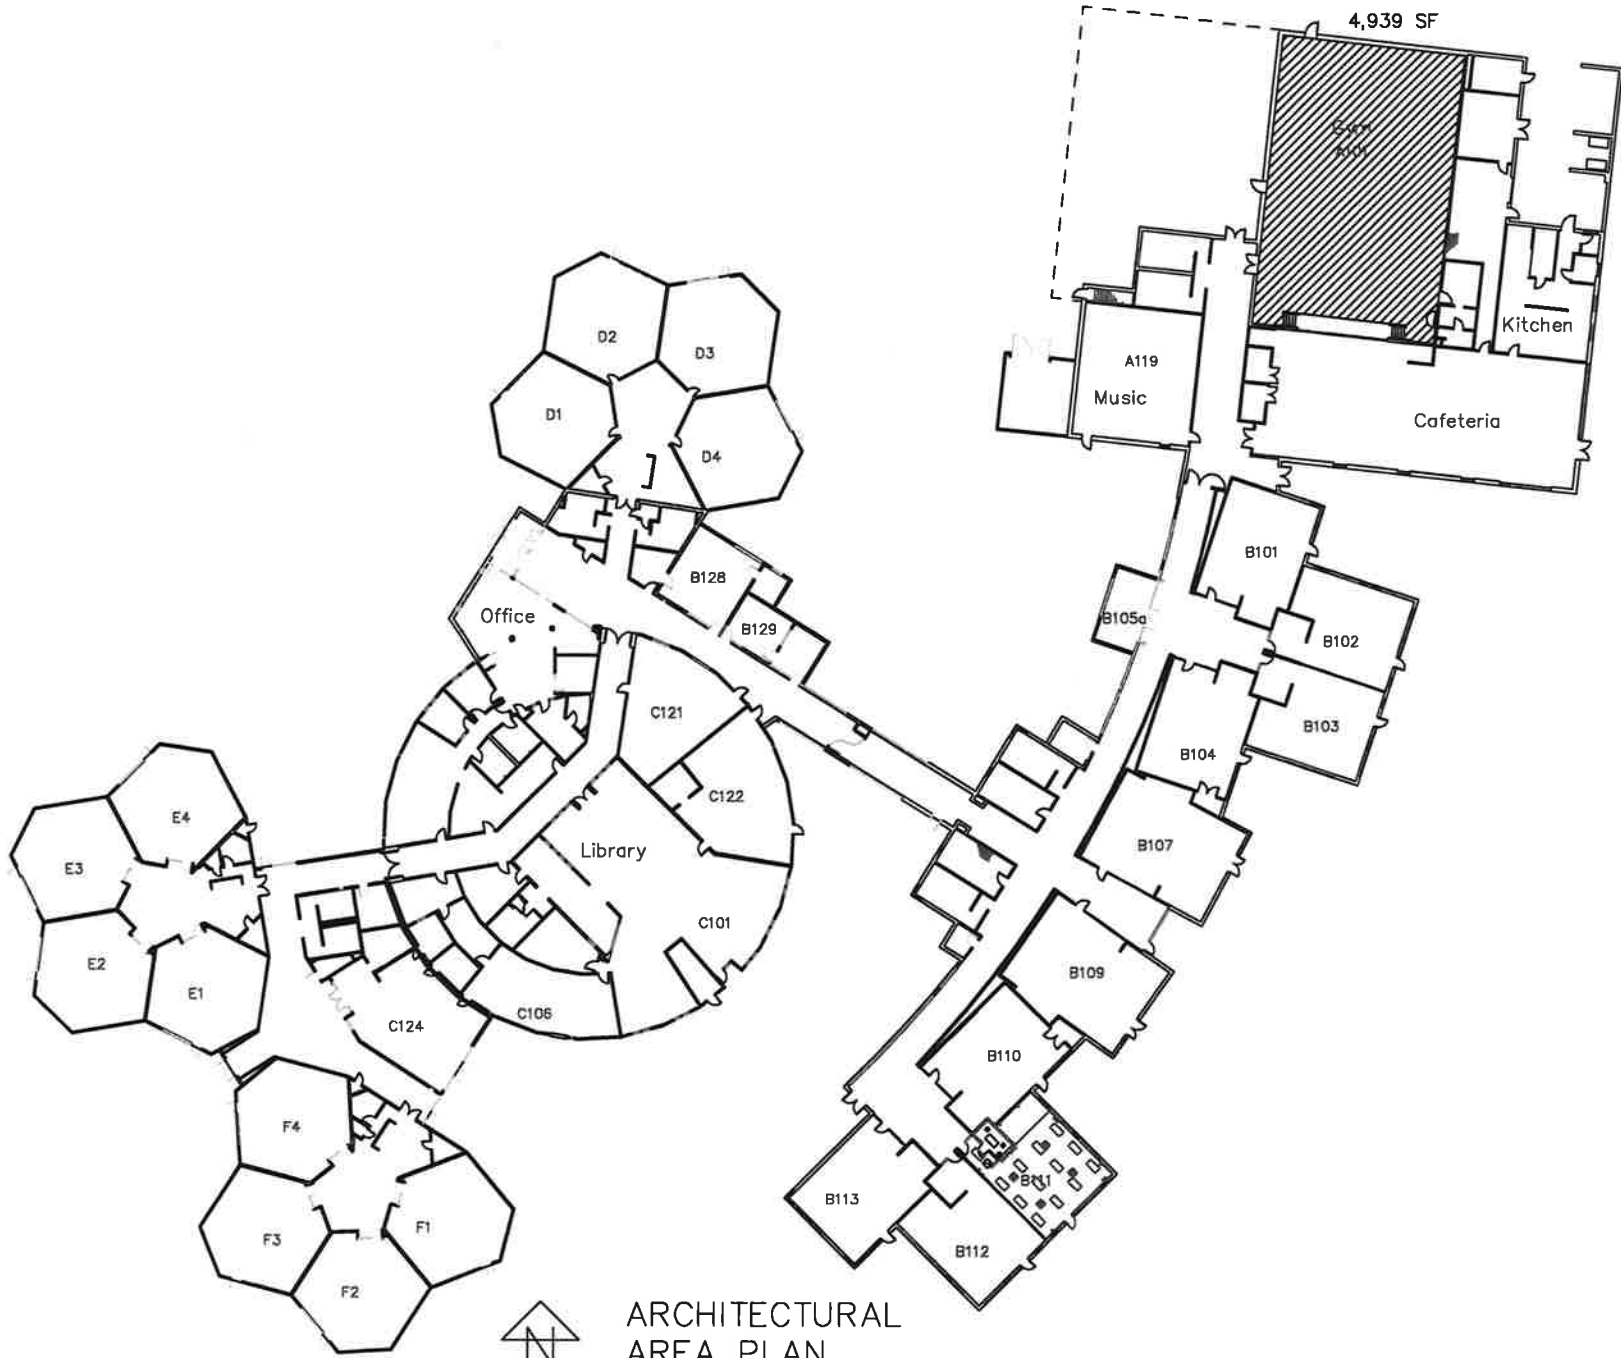 4,939 SF
Gym
Kitchen
A119
Music
Cafeteria
D2
D3
D1
D4
B101
B128
B102
Office
B129
B105a
C121
B103
B104
C122
E4
B107
Library
E3
C101
E2
B109
E1
C106
C124
B110
F4
B111
B113
F1
F3
B112
F2
N
ARCHITECTURAL
AREA PLAN